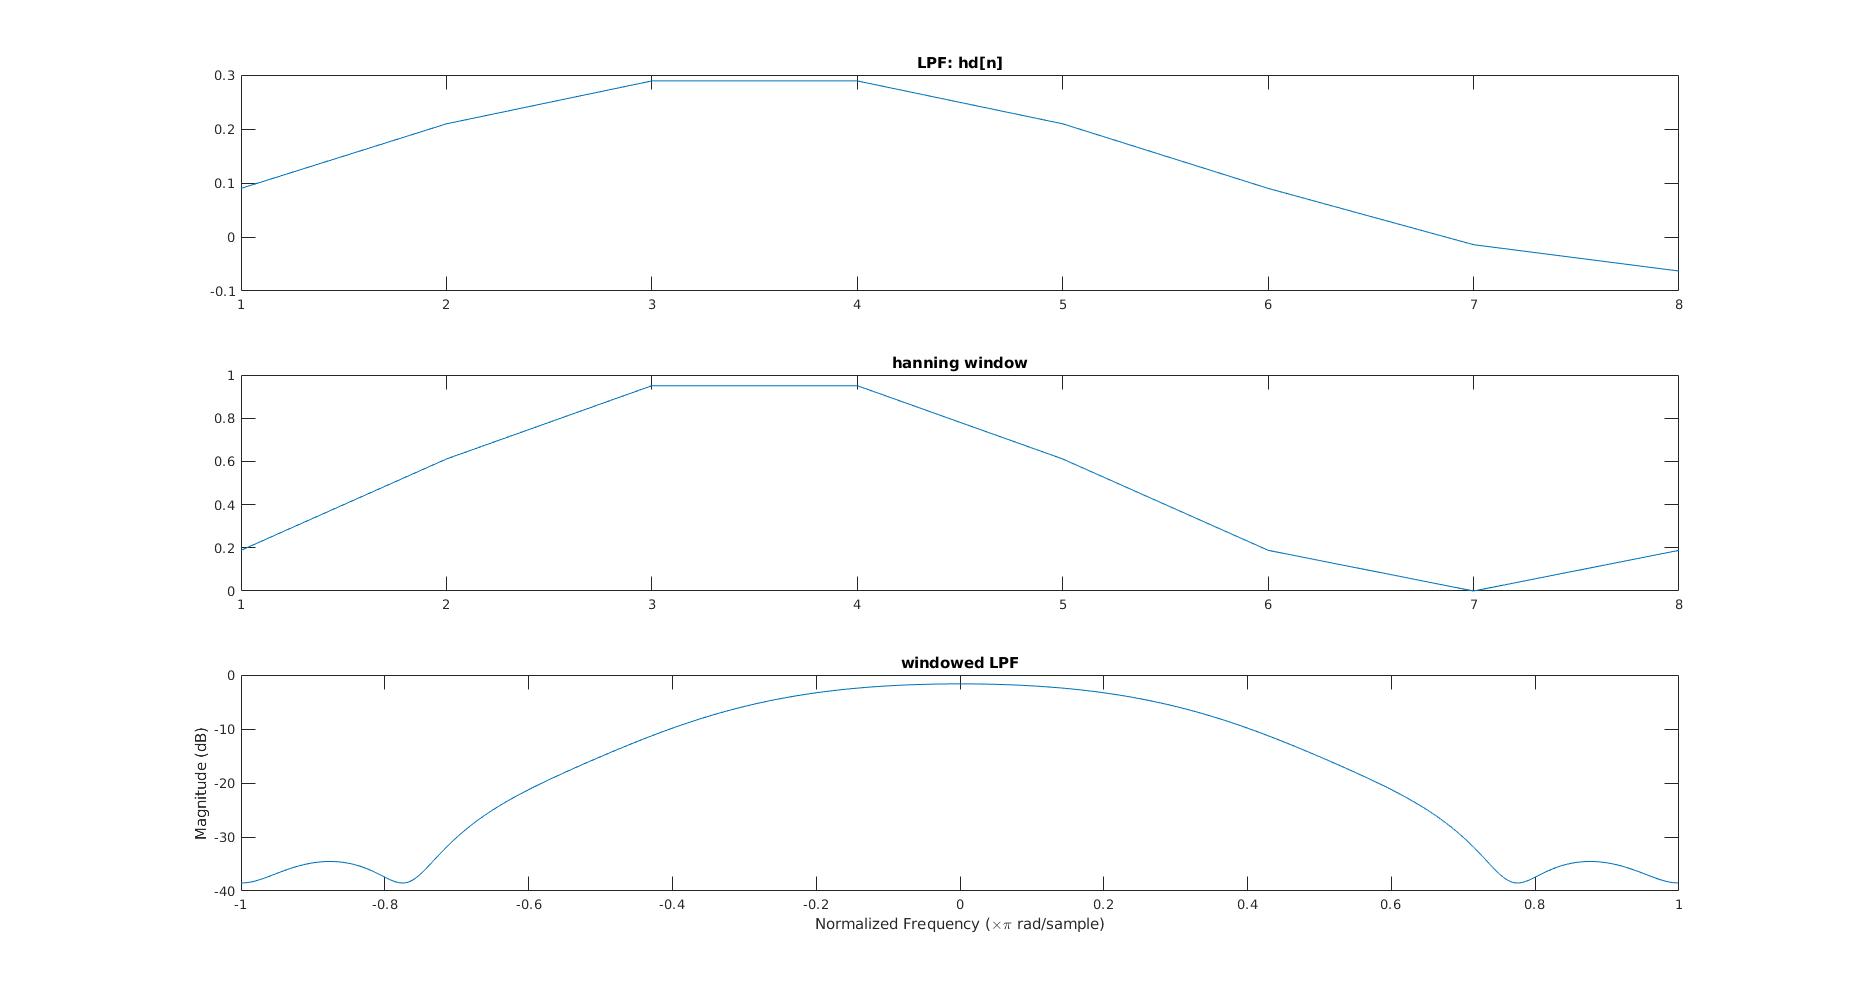 LPF: hd[n]
0.3
0.2
0.1
0
-0.1
1 2 3 4 5 6 7 8
hanning window
1
0.8
0.6
0.4
0.2
0
1 2 3 4 5 6 7 8
windowed LPF
0
-10
-20
-30
-40
Magnitude (dB)
-1 -0.8 -0.6 -0.4 -0.2 0 0.2 0.4 0.6 0.8 1
Normalized Frequency (×π rad/sample)